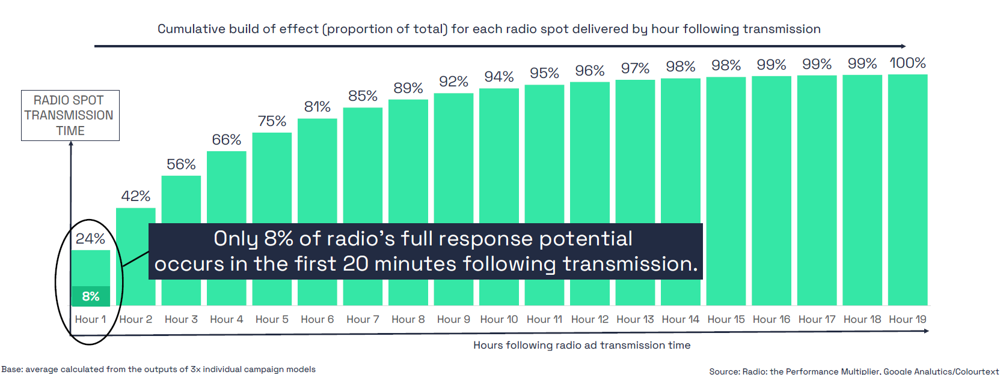 Cumulative build of effect (proportion of total) for each radio spot delivered by hour following transmission
RADIO SPOT
TRANSMISSION
TIME
24%
42%
56%
66%
75%
81%
85%
89%
92%
94%
95%
96%
97%
98%
98%
99%
99%
99%
100%
Only 8% of radio's full response potential
occurs in the first 20 minutes following transmission.
8%
Hour 1
Hour 2
Hour 3
Hour 4
Hour 5
Hour 6
Hour 7
Hour 8
Hour 9
Hour 10
Hour 11
Hour 12
Hour 13
Hour 14
Hour 15
Hour 16
Hour 17
Hour 18
Hour 19
Hours following radio ad transmission time
Base: average calculated from the outputs of 3x individual campaign models
Source: Radio: the Performance Multiplier, Google Analytics/Colourtext